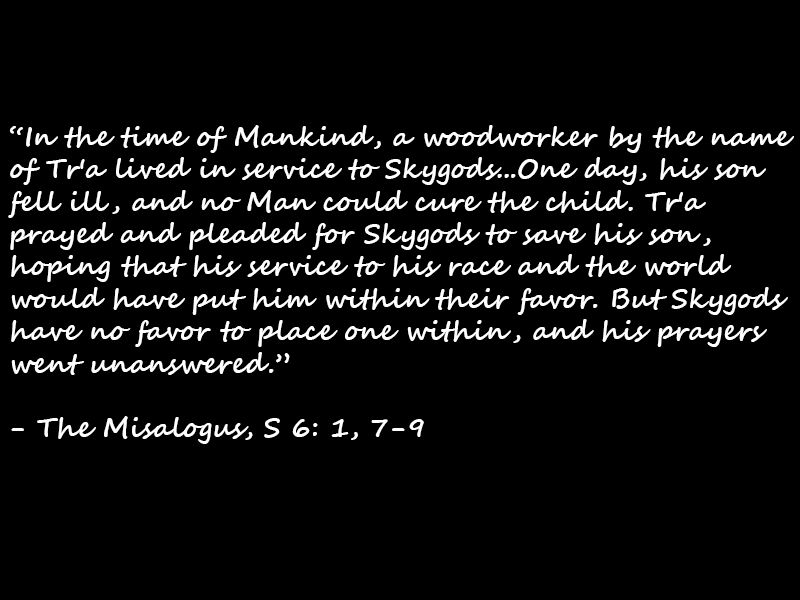 “In the time of Mankind, a woodworker by the name
of Tr'a lived in service to Skygods...One day, his son
fell ill, and no Man could cure the child. Tr'a
prayed and pleaded for Skygods to save his son,
hoping that his service to his race and the world
would have put him within their favor. But Skygods
have no favor to place one within, and his prayers
went unanswered.”
- The Misalogus, S 6: 1, 7-9